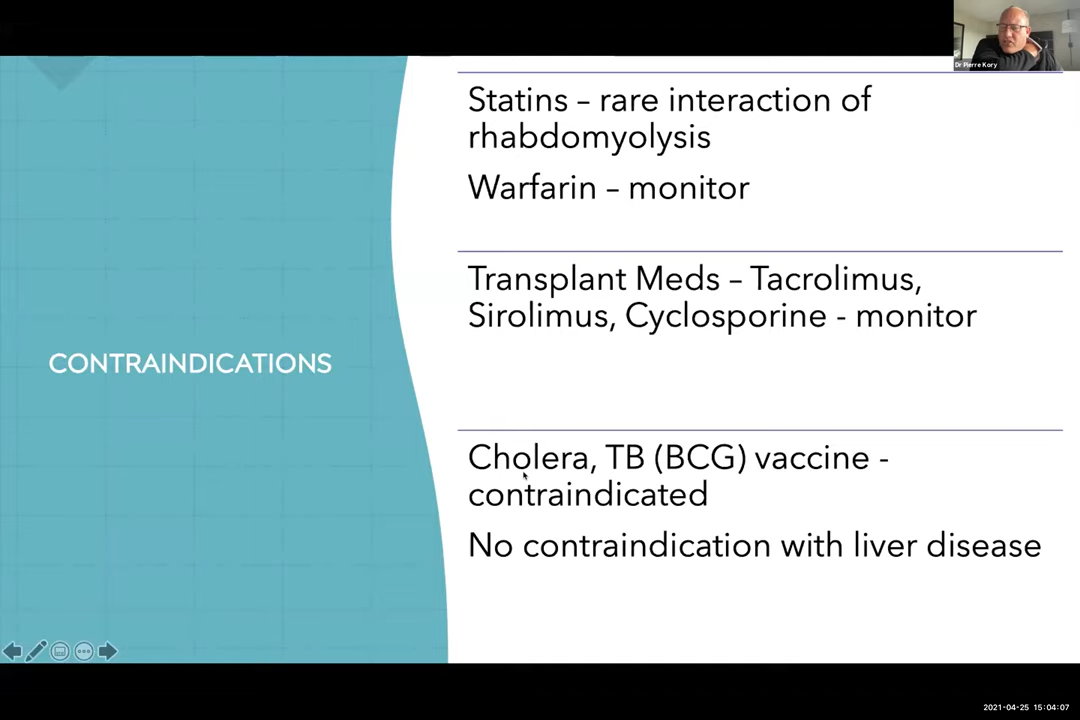 Dr Pierre Kory
Statins – rare interaction of
rhabdomyolysis
Warfarin – monitor
Transplant Meds – Tacrolimus,
Sirolimus, Cyclosporine - monitor
CONTRAINDICATIONS
Cholera, TB (BCG) vaccine -
contraindicated
No contraindication with liver disease
2021-04-25 15:04:07